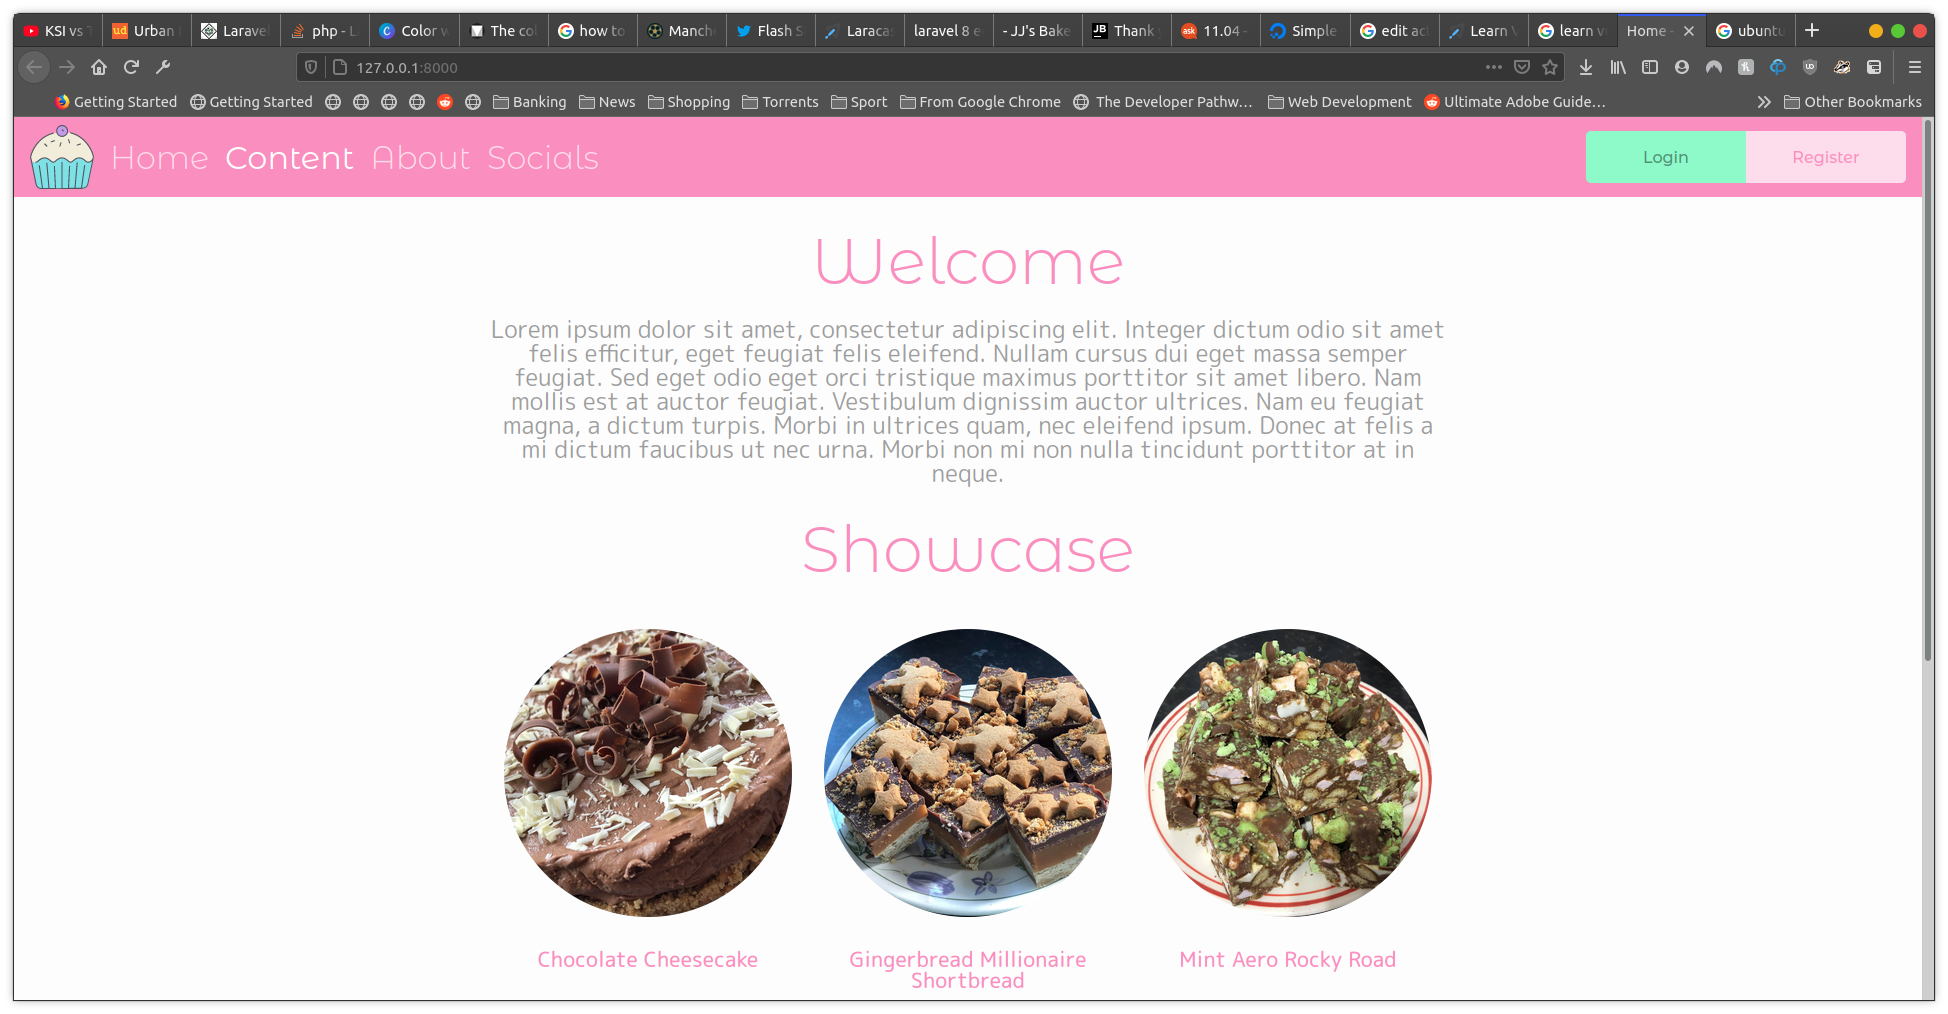 KSI vs T
Urban
Larave
php - L
Color w
The col
how to
Manch
Flash S
Laracas
laravel 8 e
- JJ's Bake
Thank
11.04 -
Simple
edit act
Learn V
learn v
Home -
ubuntu
127.0.0.1:8000
Getting Started
Getting Started
Banking
News
Shopping
Torrents
Sport
From Google Chrome
The Developer Pathw…
Web Development
Ultimate Adobe Guide…
Other Bookmarks
Home Content About Socials
Login
Register
Welcome
Lorem ipsum dolor sit amet, consectetur adipiscing elit. Integer dictum odio sit amet
felis efficitur, eget feugiat felis eleifend. Nullam cursus dui eget massa semper
feugiat. Sed eget odio eget orci tristique maximus porttitor sit amet libero. Nam
mollis est at auctor feugiat. Vestibulum dignissim auctor ultrices. Nam eu feugiat
magna, a dictum turpis. Morbi in ultrices quam, nec eleifend ipsum. Donec at felis a
mi dictum faucibus ut nec urna. Morbi non mi non nulla tincidunt porttitor at in
neque.
Showcase
Chocolate Cheesecake
Gingerbread Millionaire
Shortbread
Mint Aero Rocky Road